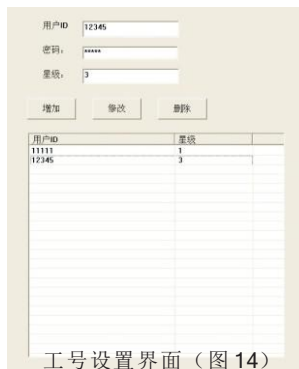 用户ID 12345
密码： *****
星级： 3
增加 修改 删除
用户ID 星级
11111 1
12345 3
工号设置界面（图14）